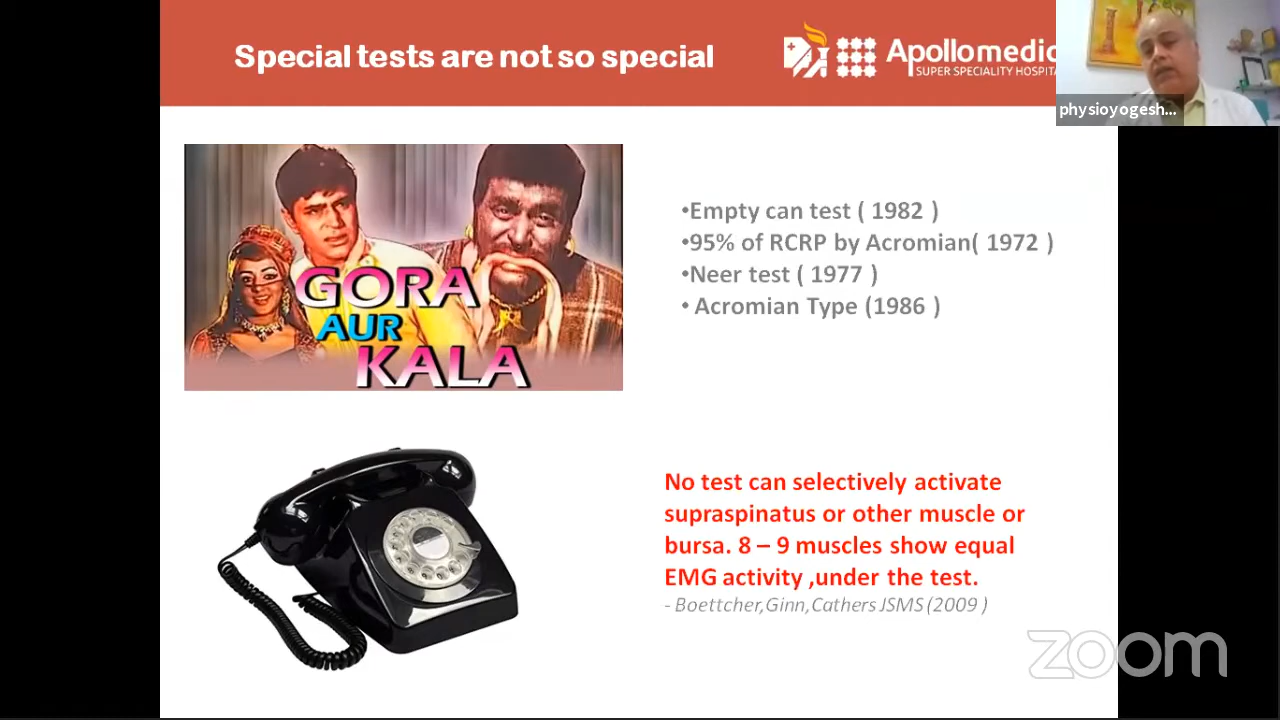 Special tests are not so special
Apollomedic
SUPER SPECIALITY HOSPITA
physioyogesh...
GORA
AUR
KALA
•Empty can test ( 1982 )
•95% of RCRP by Acromian( 1972 )
•Neer test ( 1977 )
• Acromian Type (1986 )
No test can selectively activate
supraspinatus or other muscle or
bursa. 8 – 9 muscles show equal
EMG activity ,under the test.
- Boettcher,Ginn,Cathers JSMS (2009 )
zoom